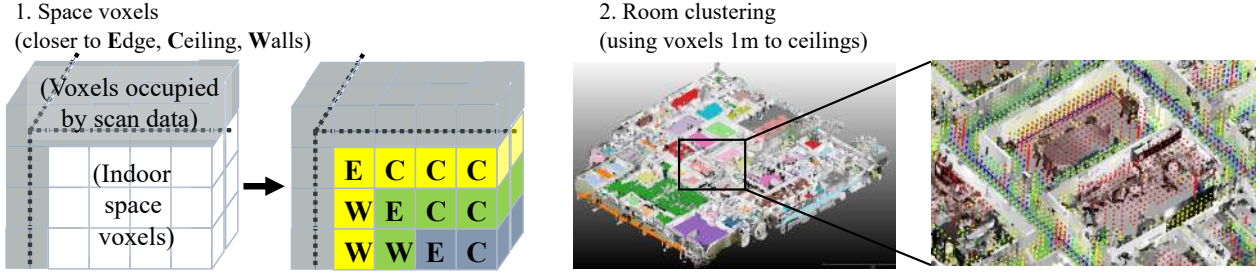 1. Space voxels
(closer to Edge, Ceiling, Walls)
(Voxels occupied
by scan data)
(Indoor
space
voxels)
E C C C
W E C C
W W E C
2. Room clustering
(using voxels 1m to ceilings)